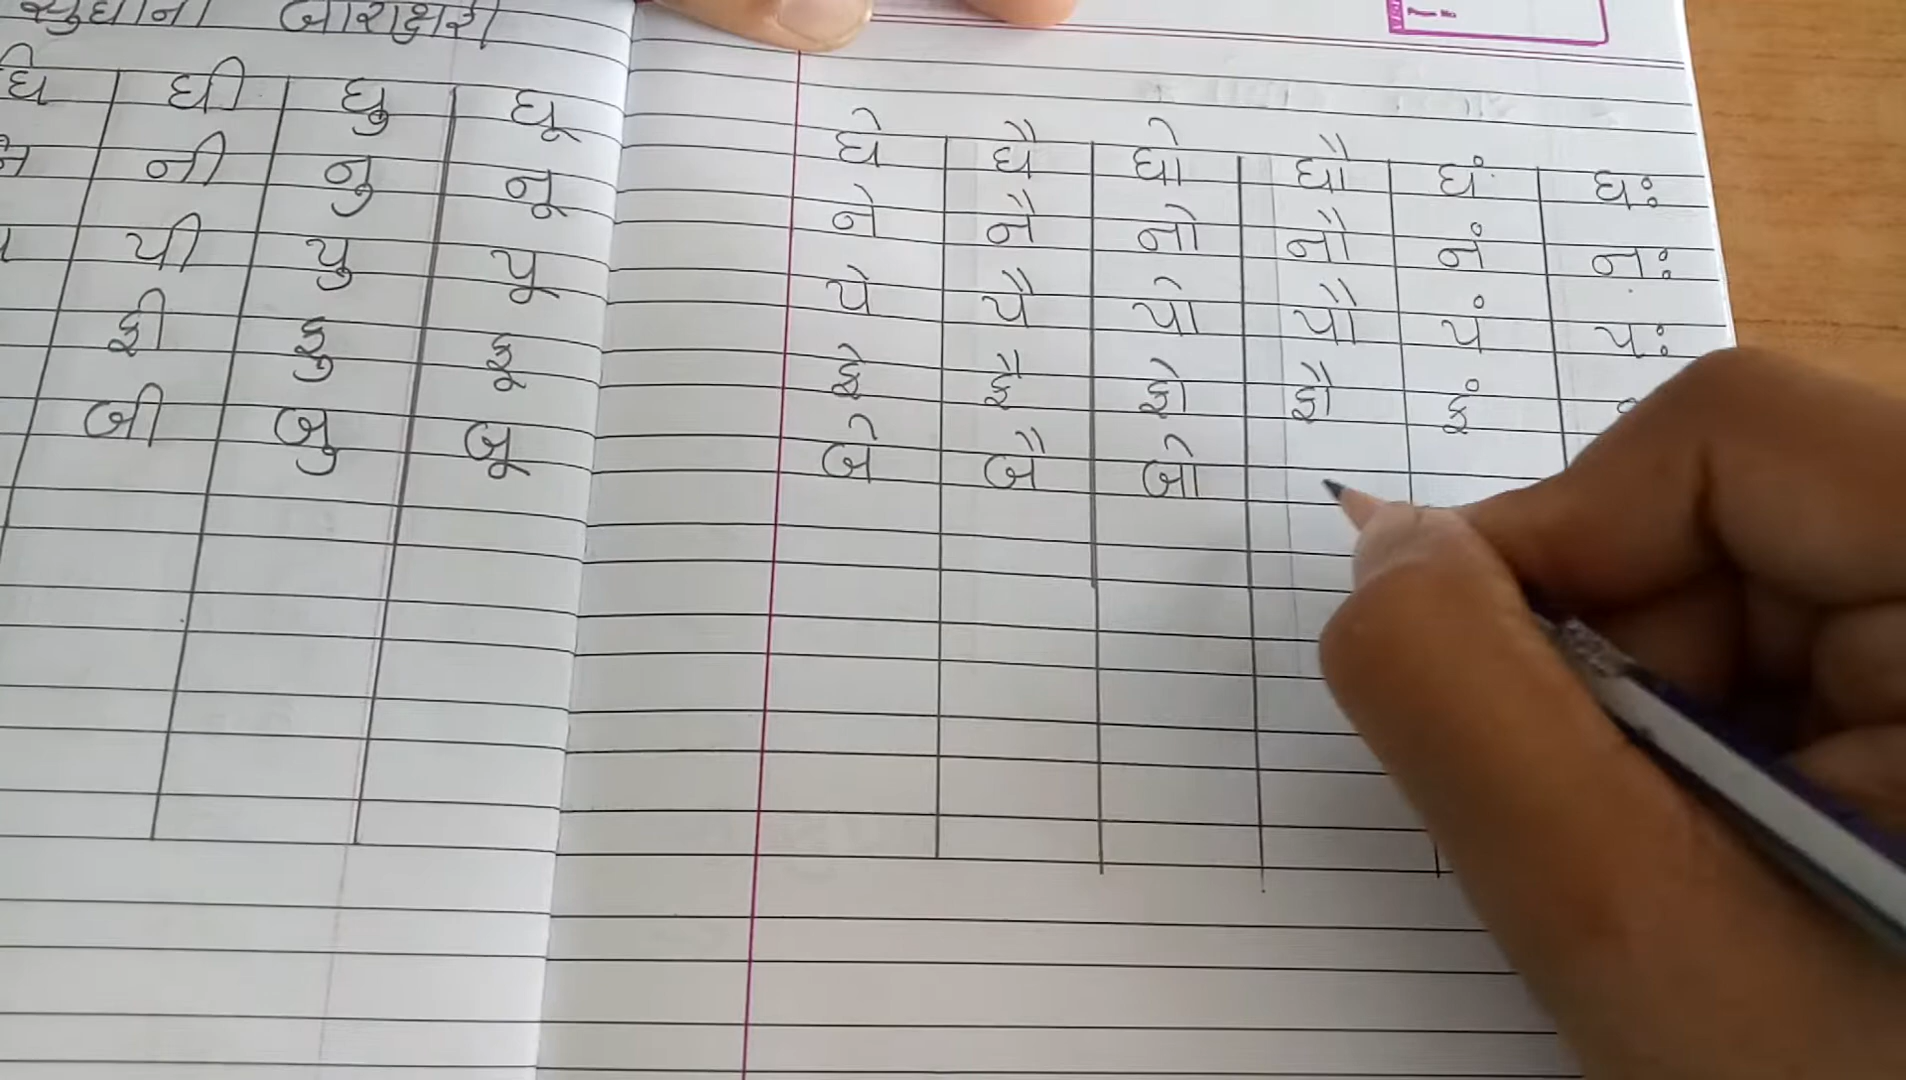 સુધીની બારાક્ષરી
ધિ ધી ધુ ધૂ
ની નુ નૂ
પી પુ પૂ
ફી ફુ ફૂ
બી બુ બૂ
ધે ધૈ ધો ધૌ ધં ધઃ
ને નૈ નો નૌ નં નઃ
પે પૈ પો પૌ પં પઃ
ફે ફૈ ફો ફૌ ફં
બે બૈ બો